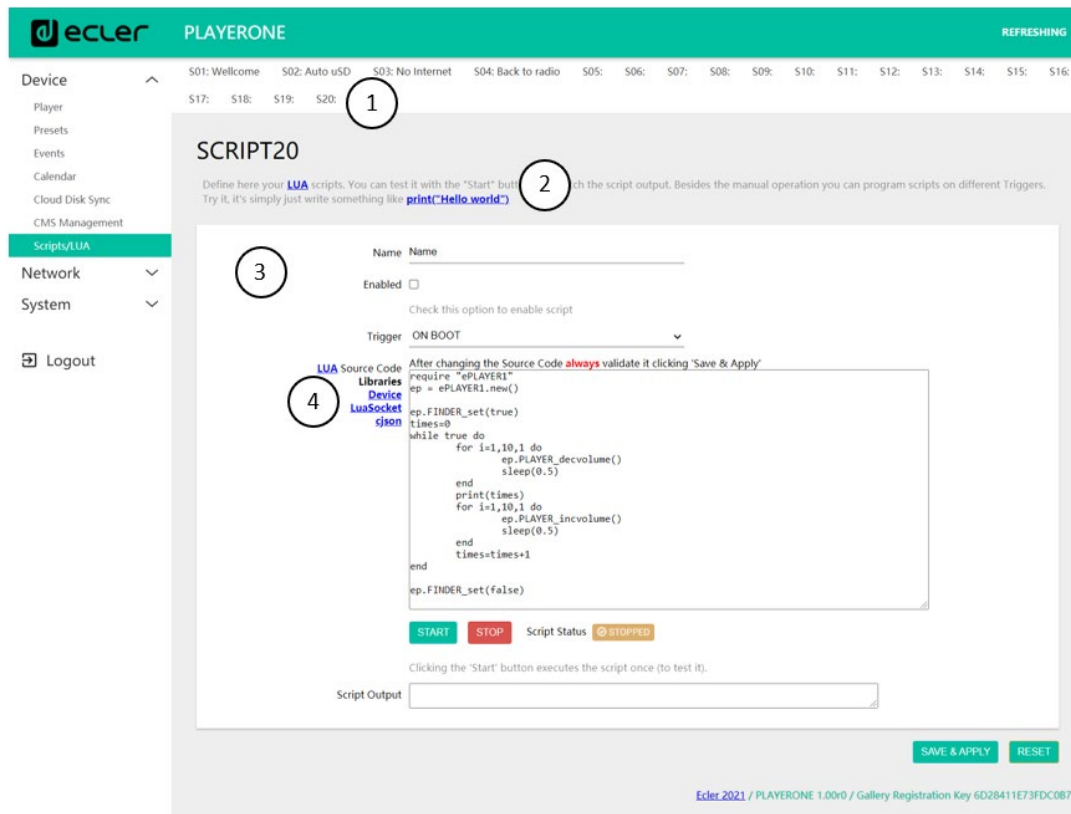 ecler PLAYERONE REFRESHING
Device
Player
Presets
Events
Calendar
Cloud Disk Sync
CMS Management
Scripts/LUA
Network
System
Logout
S01: Wellcome S02: Auto uSD S03: No Internet S04: Back to radio S05: S06: S07: S08: S09: S10: S11: S12: S13: S14: S15: S16:
S17: S18: S19: S20: 1
SCRIPT20
2
Define here your LUA scripts. You can test it with the "Start" but ch the script output. Besides the manual operation you can program scripts on different Triggers.
Try it, it's simply just write something like print("Hello world")
3
Name Name
Enabled
Check this option to enable script
Trigger ON BOOT
LUA Source Code After changing the Source Code always validate it clicking 'Save & Apply'
Libraries
Device
LuaSocket
cjson
4
require "ePLAYER1"
ep = ePLAYER1.new()
ep.FINDER_set(true)
times=0
while true do
for i=1,10,1 do
ep.PLAYER_decvolume()
sleep(0.5)
end
print(times)
for i=1,10,1 do
ep.PLAYER_incvolume()
sleep(0.5)
end
times=times+1
end
ep.FINDER_set(false)
START STOP Script Status STOPPED
Clicking the 'Start' button executes the script once (to test it).
Script Output
SAVE & APPLY RESET
Ecler 2021 / PLAYERONE 1.00r0 / Gallery Registration Key 6D28411E73FDC0B7